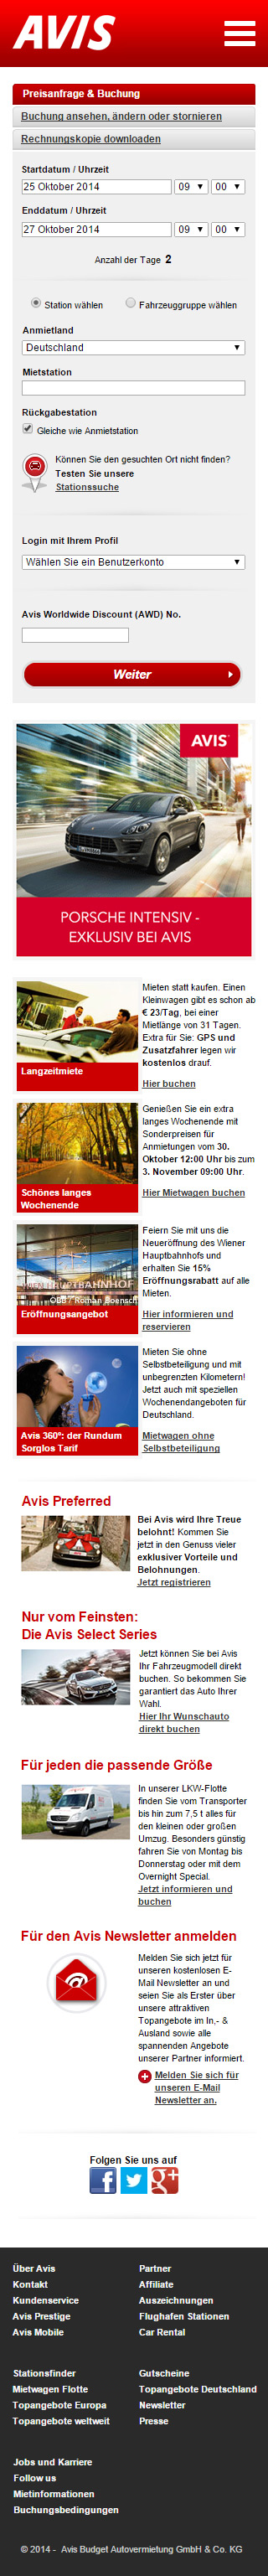 AVIS
Preisanfrage & Buchung
Buchung ansehen, ändern oder stornieren
Rechnungskopie downloaden
Startdatum / Uhrzeit
25 Oktober 2014 09 00
Enddatum / Uhrzeit
27 Oktober 2014 09 00
Anzahl der Tage 2
Station wählen Fahrzeuggruppe wählen
Anmietland
Deutschland
Mietstation
Rückgabestation
Gleiche wie Anmietstation
Können Sie den gesuchten Ort nicht finden?
Testen Sie unsere
Stationssuche
Login mit Ihrem Profil
Wählen Sie ein Benutzerkonto
Avis Worldwide Discount (AWD) No.
Weiter
AVIS
PORSCHE INTENSIV -
EXKLUSIV BEI AVIS
Langzeitmiete
Mieten statt kaufen. Einen
Kleinwagen gibt es schon ab
€ 23/Tag, bei einer
Mietlänge von 31 Tagen.
Extra für Sie: GPS und
Zusatzfahrer legen wir
kostenlos drauf.
Hier buchen
Schönes langes
Wochenende
Genießen Sie ein extra
langes Wochenende mit
Sonderpreisen für
Anmietungen vom 30.
Oktober 12:00 Uhr bis zum
3. November 09:00 Uhr.
Hier Mietwagen buchen
ÖBB / Roman Boensch
Eröffnungsangebot
Feiern Sie mit uns die
Neueröffnung des Wiener
Hauptbahnhofs und
erhalten Sie 15%
Eröffnungsrabatt auf alle
Mieten.
Hier informieren und
reservieren
Avis 360°: der Rundum
Sorglos Tarif
Mieten Sie ohne
Selbstbeteiligung und mit
unbegrenzten Kilometern!
Jetzt auch mit speziellen
Wochenendangeboten für
Deutschland.
Mietwagen ohne
Selbstbeteiligung
Avis Preferred
Bei Avis wird Ihre Treue
belohnt! Kommen Sie
jetzt in den Genuss vieler
exklusiver Vorteile und
Belohnungen.
Jetzt registrieren
Nur vom Feinsten:
Die Avis Select Series
Jetzt können Sie bei Avis
Ihr Fahrzeugmodell direkt
buchen. So bekommen Sie
garantiert das Auto Ihrer
Wahl.
Hier Ihr Wunschauto
direkt buchen
Für jeden die passende Größe
In unserer LKW-Flotte
finden Sie vom Transporter
bis hin zum 7,5 t alles für
den kleinen oder großen
Umzug. Besonders günstig
fahren Sie von Montag bis
Donnerstag oder mit dem
Overnight Special.
Jetzt informieren und
buchen
Für den Avis Newsletter anmelden
Melden Sie sich jetzt für
unseren kostenlosen E-
Mail Newsletter an und
seien Sie als Erster über
unsere attraktiven
Topangebote im In,- &
Ausland sowie alle
spannenden Angebote
unserer Partner informiert.
Melden Sie sich für
unseren E-Mail
Newsletter an.
Folgen Sie uns auf
Über Avis
Kontakt
Kundenservice
Avis Prestige
Avis Mobile
Partner
Affiliate
Auszeichnungen
Flughafen Stationen
Car Rental
Stationsfinder
Mietwagen Flotte
Topangebote Europa
Topangebote weltweit
Gutscheine
Topangebote Deutschland
Newsletter
Presse
Jobs und Karriere
Follow us
Mietinformationen
Buchungsbedingungen
© 2014 - Avis Budget Autovermietung GmbH & Co. KG